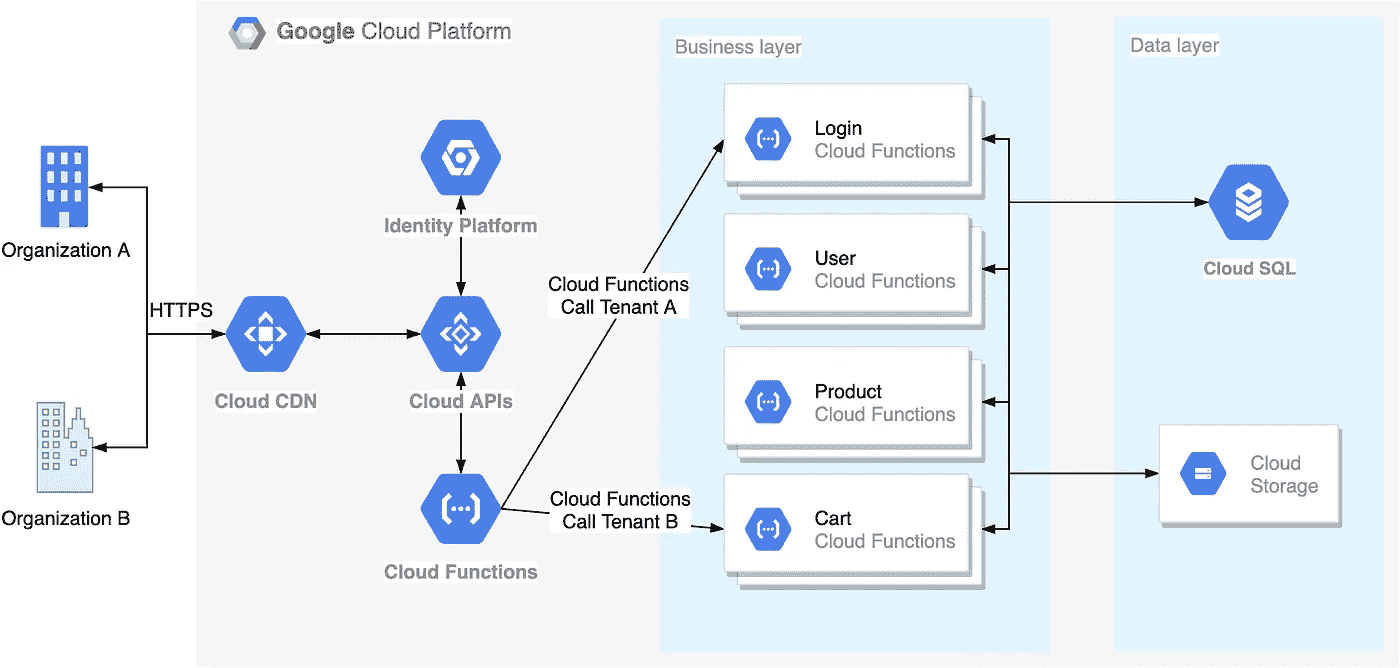 Google Cloud Platform
Business layer
Data layer
Organization A
HTTPS
Organization B
Cloud CDN
Identity Platform
Cloud APIs
Cloud Functions
Cloud Functions
Call Tenant A
Cloud Functions
Call Tenant B
Login
Cloud Functions
User
Cloud Functions
Product
Cloud Functions
Cart
Cloud Functions
Cloud SQL
Cloud
Storage